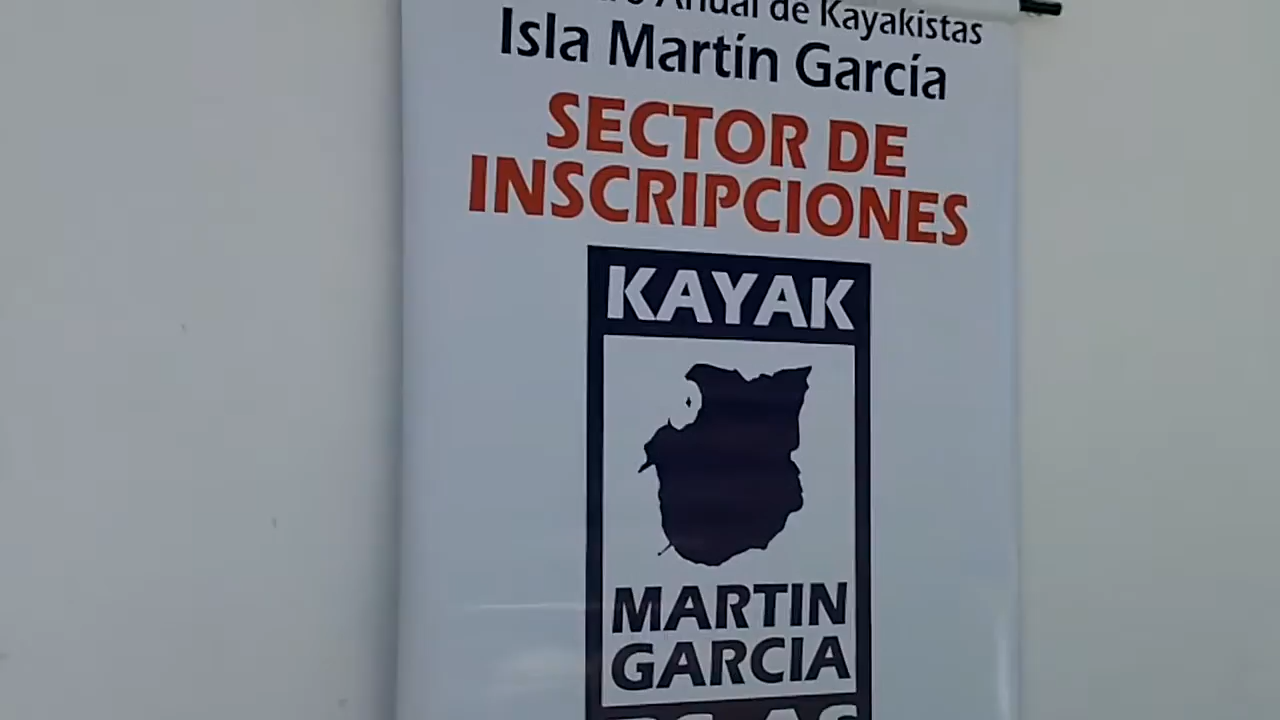 Anual de Kayakistas
Isla Martín García
SECTOR DE
INSCRIPCIONES
KAYAK
MARTIN
GARCIA